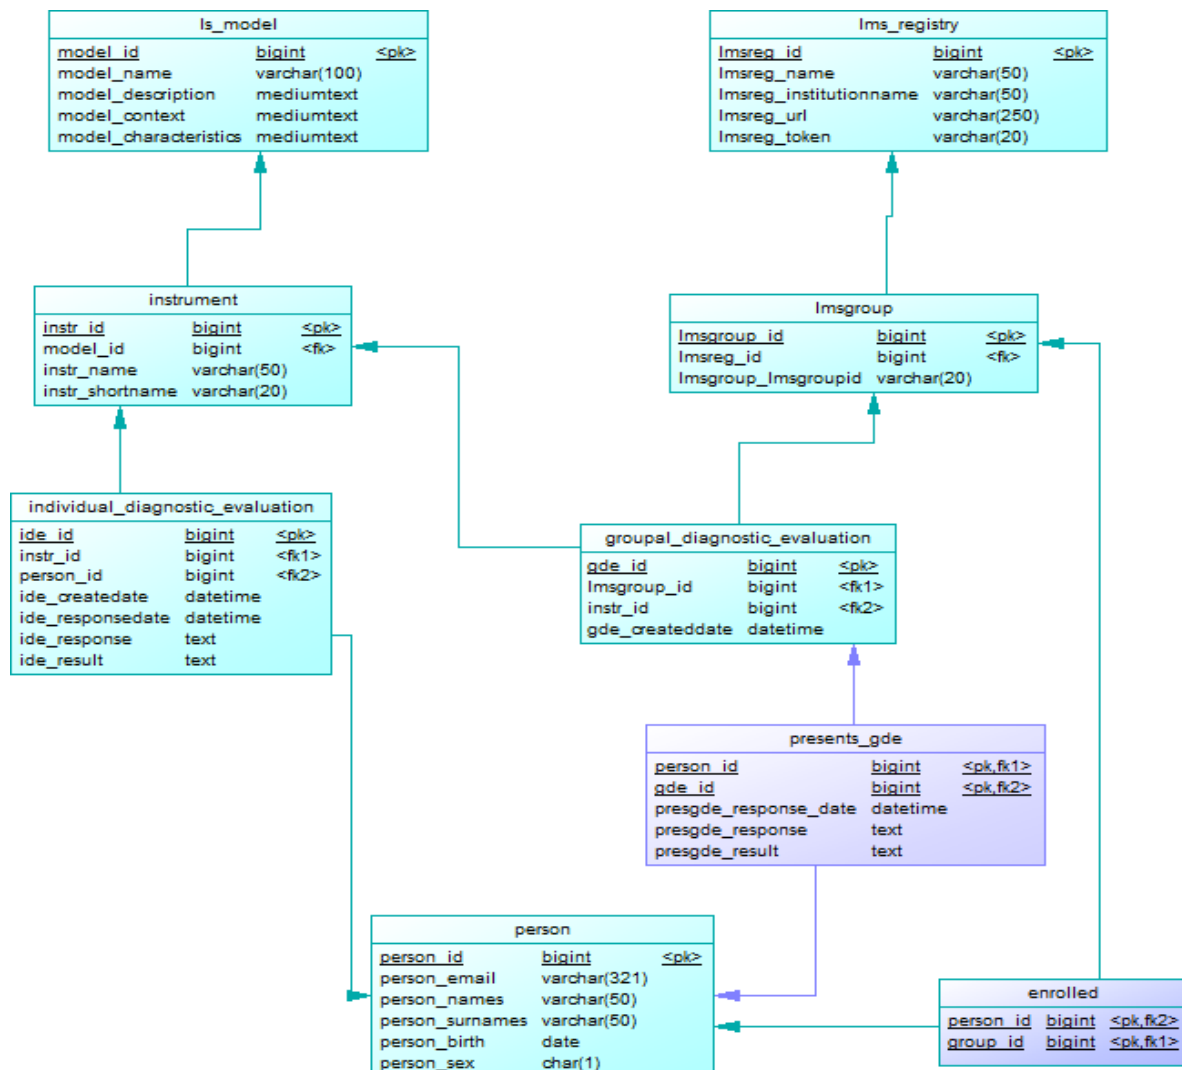 ls_model
model_id bigint <pk>
model_name varchar(100)
model_description mediumtext
model_context mediumtext
model_characteristics mediumtext
lms_registry
lmsreg_id bigint <pk>
lmsreg_name varchar(50)
lmsreg_institutionname varchar(50)
lmsreg_url varchar(250)
lmsreg_token varchar(20)
instrument
instr_id bigint <pk>
model_id bigint <fk>
instr_name varchar(50)
instr_shortname varchar(20)
lmsgroup
lmsgroup_id bigint <pk>
lmsreg_id bigint <fk>
lmsgroup_lmsgroupid varchar(20)
individual_diagnostic_evaluation
ide_id bigint <pk>
instr_id bigint <fk1>
person_id bigint <fk2>
ide_createdate datetime
ide_responsedate datetime
ide_response text
ide_result text
groupal_diagnostic_evaluation
gde_id bigint <pk>
lmsgroup_id bigint <fk1>
instr_id bigint <fk2>
gde_createddate datetime
presents_gde
person_id bigint <pk,fk1>
gde_id bigint <pk,fk2>
presgde_response_date datetime
presgde_response text
presgde_result text
person
person_id bigint <pk>
person_email varchar(321)
person_names varchar(50)
person_surnames varchar(50)
person_birth date
person_sex char(1)
enrolled
person_id bigint <pk,fk2>
group_id bigint <pk,fk1>